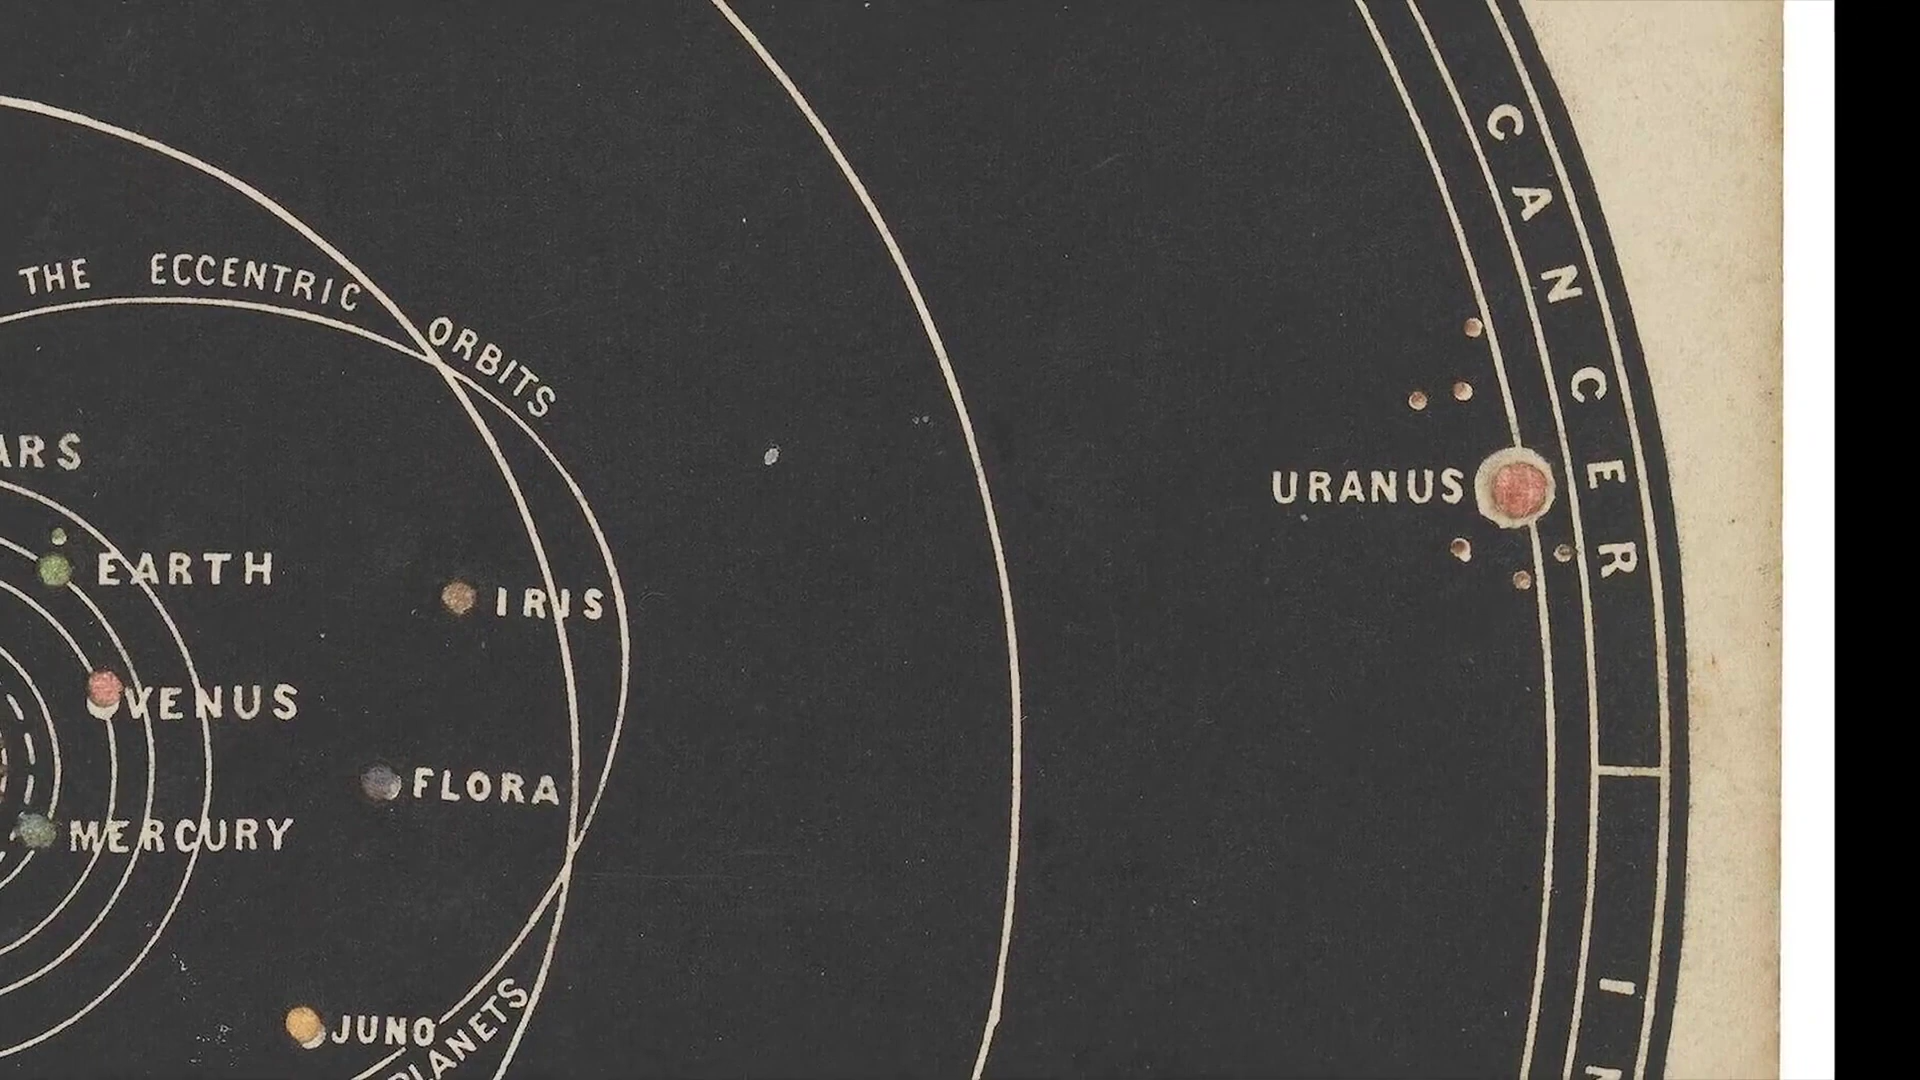 CANCER
THE ECCENTRIC ORBITS
ARS
URANUS
EARTH
IRIS
VENUS
FLORA
MERCURY
JUNO
PLANETS